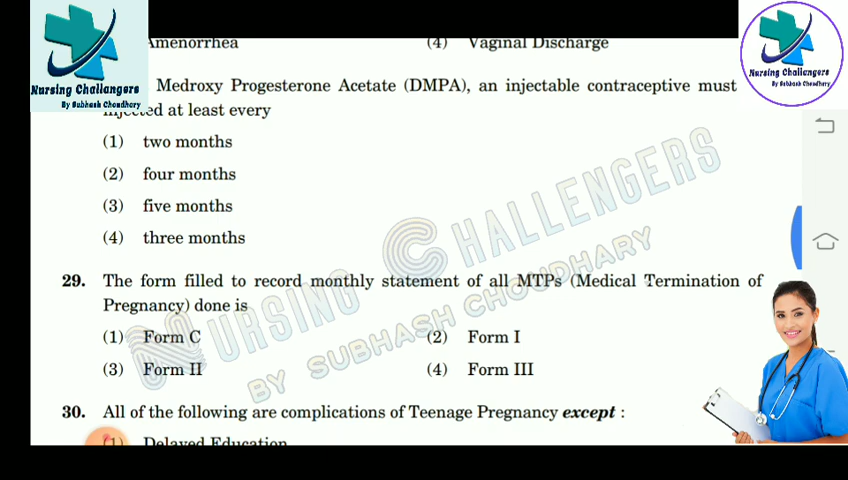 Nursing Challangers
By Subhash Choudhary
Amenorrhea (4) Vaginal Discharge
Nursing Challangers
By Subhash Choudhary
Medroxy Progesterone Acetate (DMPA), an injectable contraceptive must
injected at least every
(1) two months
(2) four months
(3) five months
(4) three months
29. The form filled to record monthly statement of all MTPs (Medical Termination of
Pregnancy) done is
(1) Form C (2) Form I
(3) Form II (4) Form III
30. All of the following are complications of Teenage Pregnancy except :
(1) Delayed Education
NURSING CHALLENGERS
BY SUBHASH CHOUDHARY